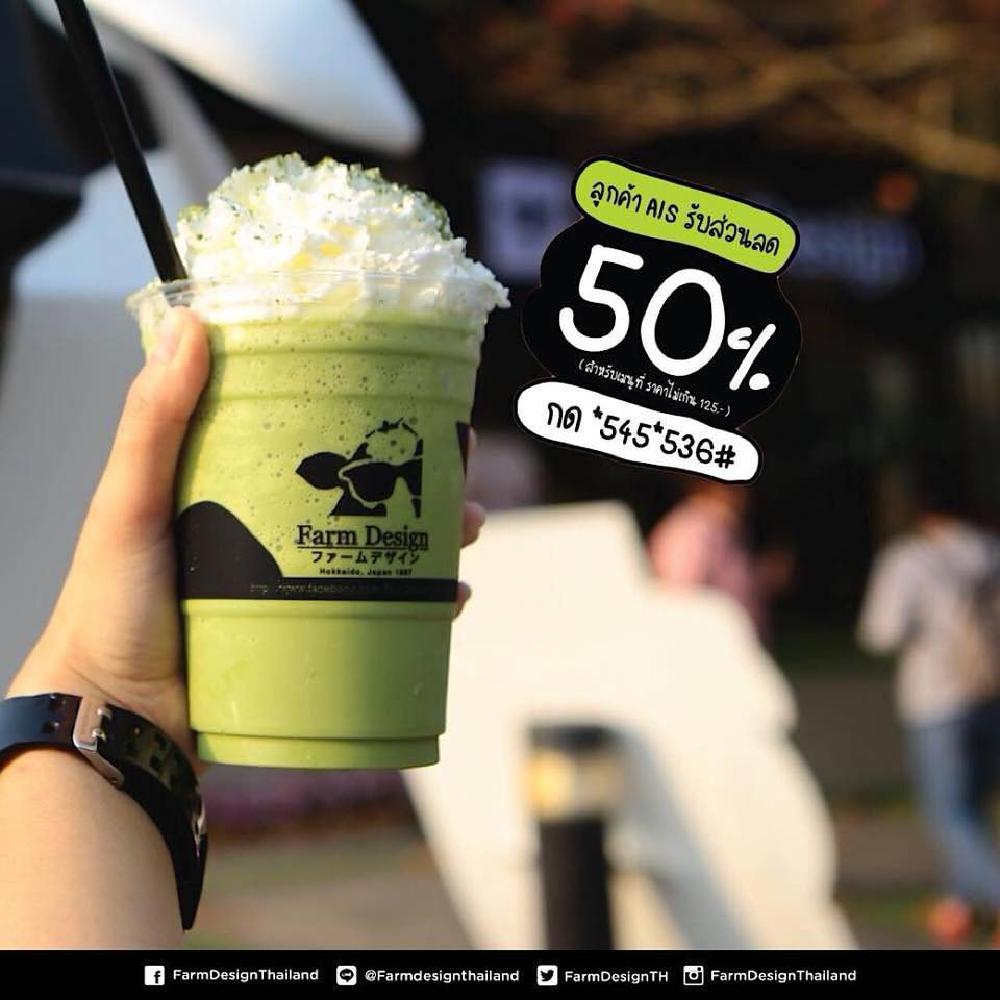 ลูกค้า AIS รับส่วนลด
50%
(สำหรับเมนูที่ ราคาไม่เกิน 125.-)
กด *545*536#
Farm Design
ファームデザイン
Hokkaido, Japan 1987
FarmDesignThailand
@Farmdesignthailand
FarmDesignTH
FarmDesignThailand